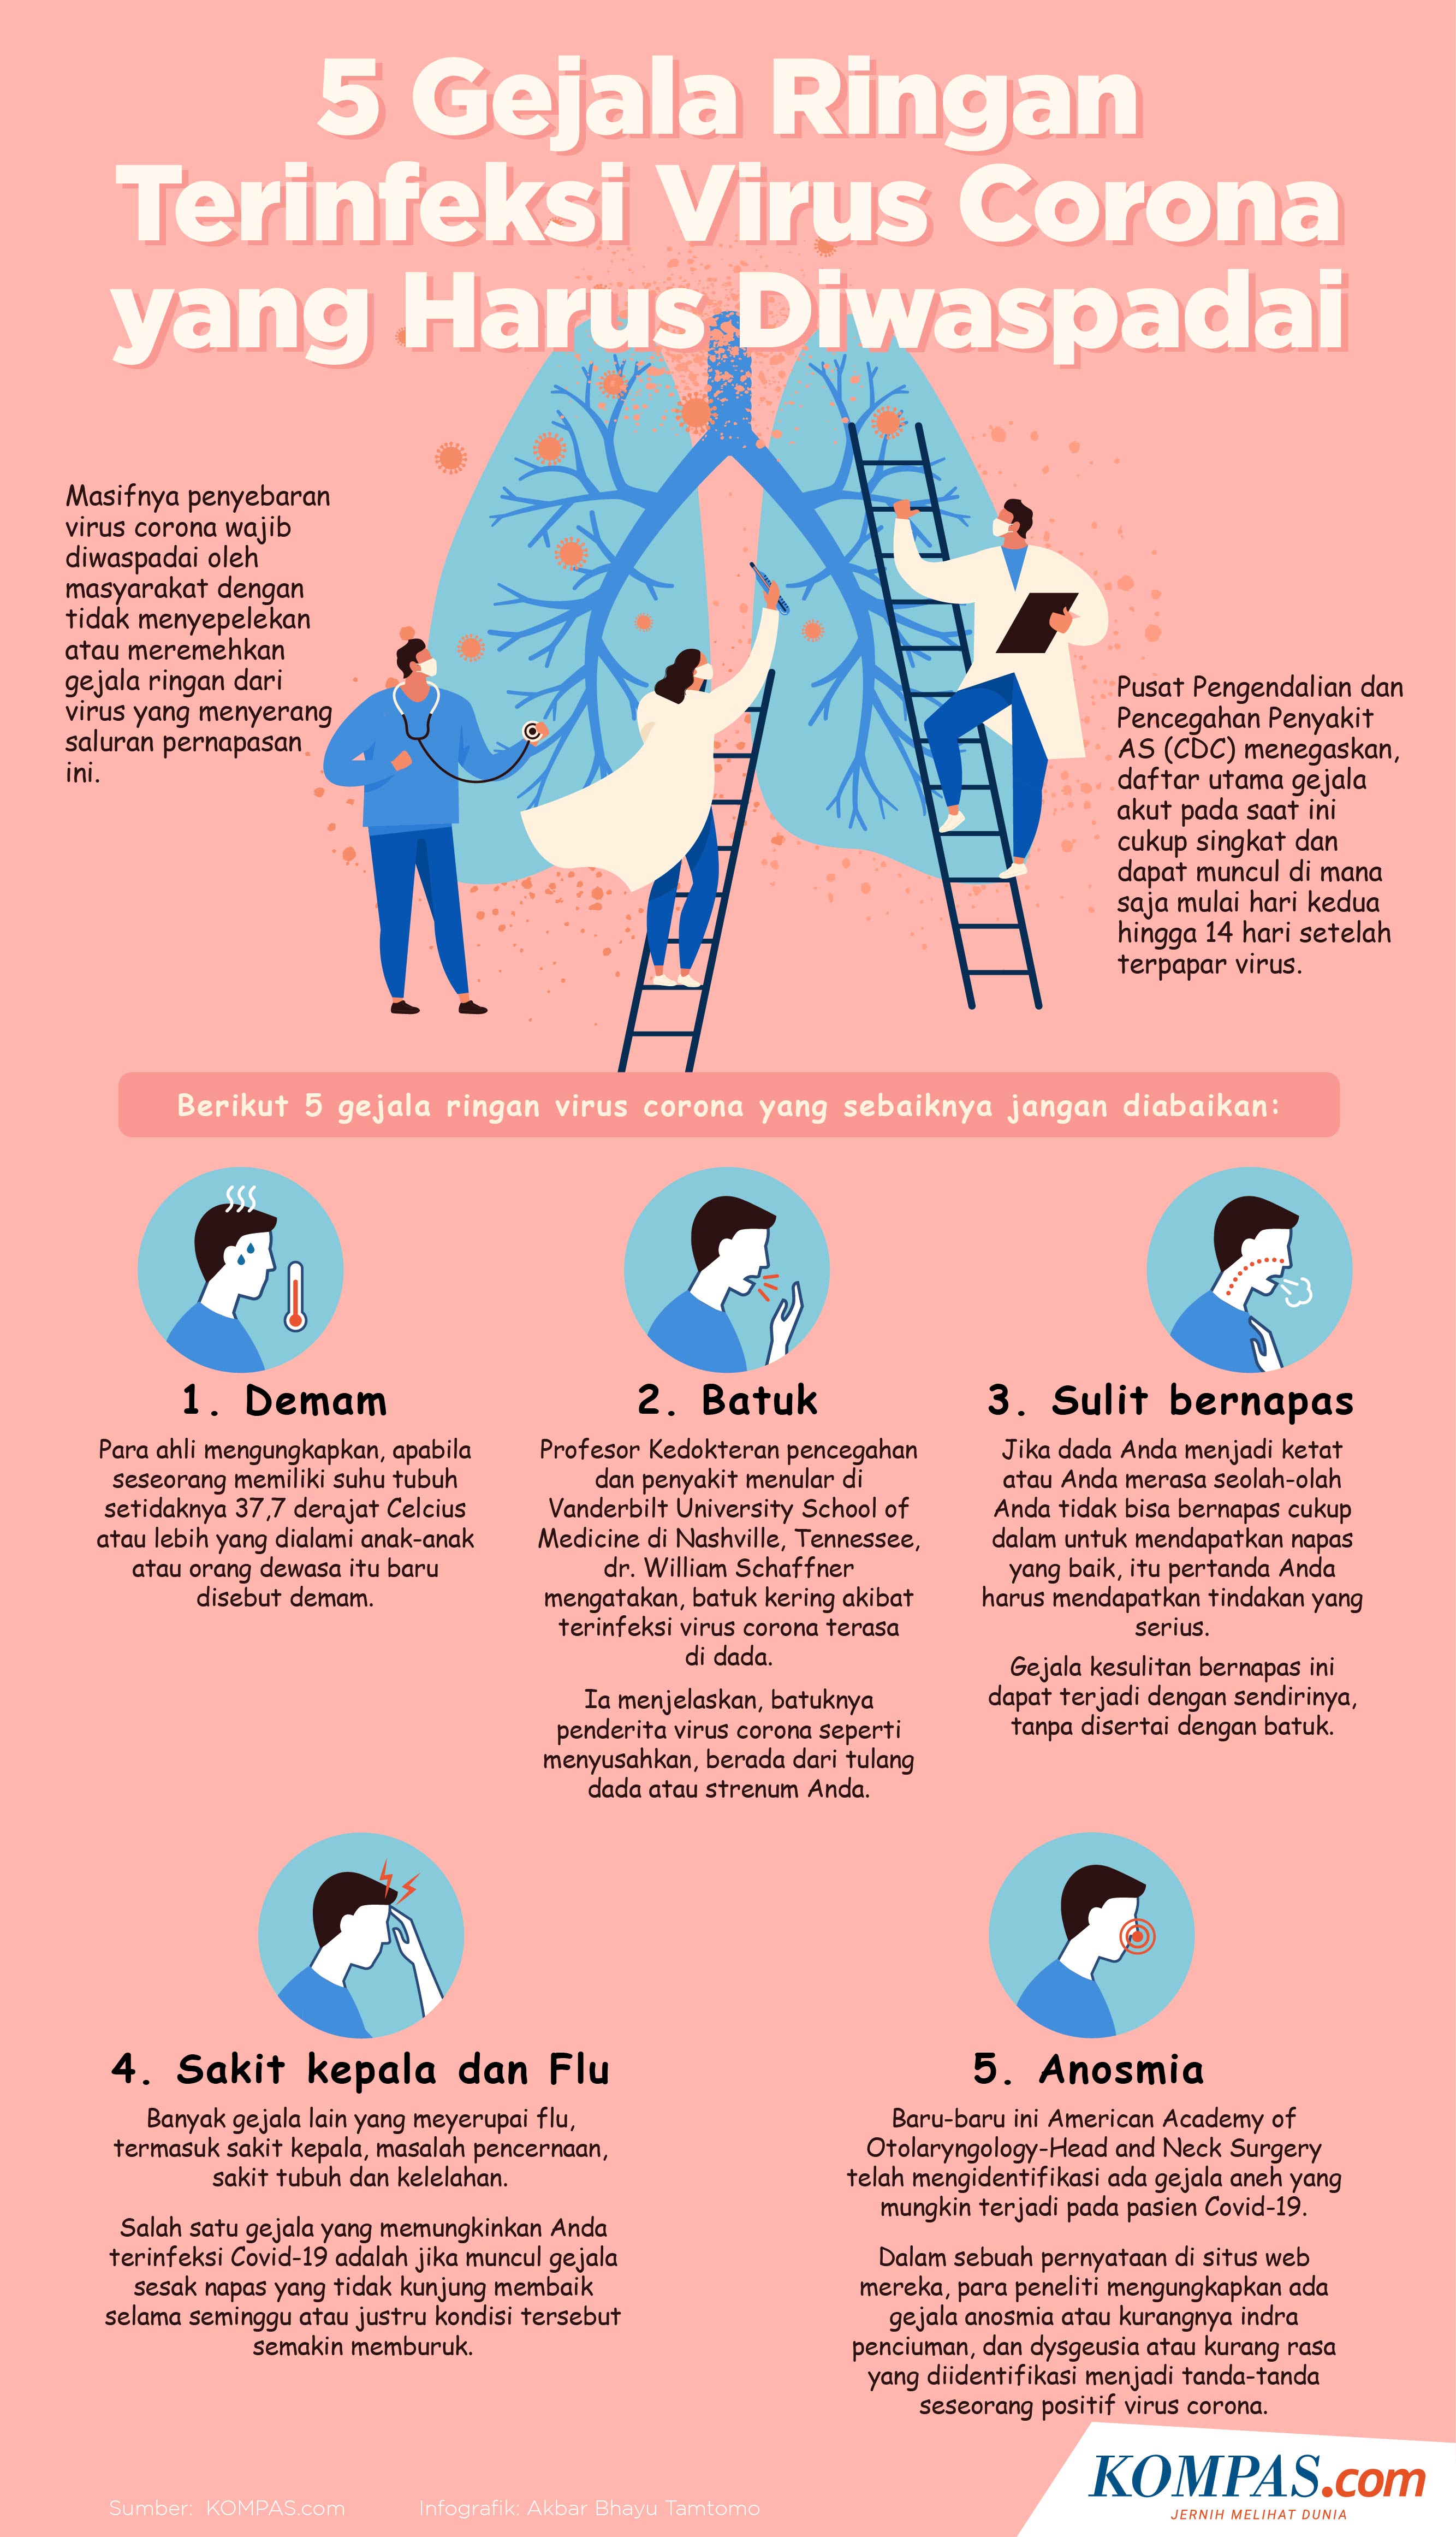 5 Gejala Ringan
Terinfeksi Virus Corona
yang Harus Diwaspadai
Masifnya penyebaran
virus corona wajib
diwaspadai oleh
masyarakat dengan
tidak menyepelekan
atau meremehkan
gejala ringan dari
virus yang menyerang
saluran pernapasan
ini.
Pusat Pengendalian dan
Pencegahan Penyakit
AS (CDC) menegaskan,
daftar utama gejala
akut pada saat ini
cukup singkat dan
dapat muncul di mana
saja mulai hari kedua
hingga 14 hari setelah
terpapar virus.
Berikut 5 gejala ringan virus corona yang sebaiknya jangan diabaikan:
1. Demam
Para ahli mengungkapkan, apabila
seseorang memiliki suhu tubuh
setidaknya 37,7 derajat Celcius
atau lebih yang dialami anak-anak
atau orang dewasa itu baru
disebut demam.
2. Batuk
Profesor Kedokteran pencegahan
dan penyakit menular di
Vanderbilt University School of
Medicine di Nashville, Tennessee,
dr. William Schaffner
mengatakan, batuk kering akibat
terinfeksi virus corona terasa
di dada.
Ia menjelaskan, batuknya
penderita virus corona seperti
menyusahkan, berada dari tulang
dada atau strenum Anda.
3. Sulit bernapas
Jika dada Anda menjadi ketat
atau Anda merasa seolah-olah
Anda tidak bisa bernapas cukup
dalam untuk mendapatkan napas
yang baik, itu pertanda Anda
harus mendapatkan tindakan yang
serius.
Gejala kesulitan bernapas ini
dapat terjadi dengan sendirinya,
tanpa disertai dengan batuk.
4. Sakit kepala dan Flu
Banyak gejala lain yang meyerupai flu,
termasuk sakit kepala, masalah pencernaan,
sakit tubuh dan kelelahan.
Salah satu gejala yang memungkinkan Anda
terinfeksi Covid-19 adalah jika muncul gejala
sesak napas yang tidak kunjung membaik
selama seminggu atau justru kondisi tersebut
semakin memburuk.
5. Anosmia
Baru-baru ini American Academy of
Otolaryngology-Head and Neck Surgery
telah mengidentifikasi ada gejala aneh yang
mungkin terjadi pada pasien Covid-19.
Dalam sebuah pernyataan di situs web
mereka, para peneliti mengungkapkan ada
gejala anosmia atau kurangnya indra
penciuman, dan dysgeusia atau kurang rasa
yang diidentifikasi menjadi tanda-tanda
seseorang positif virus corona.
Sumber: KOMPAS.com
Infografik: Akbar Bhayu Tamtomo
KOMPAS.com
JERNIH MELIHAT DUNIA